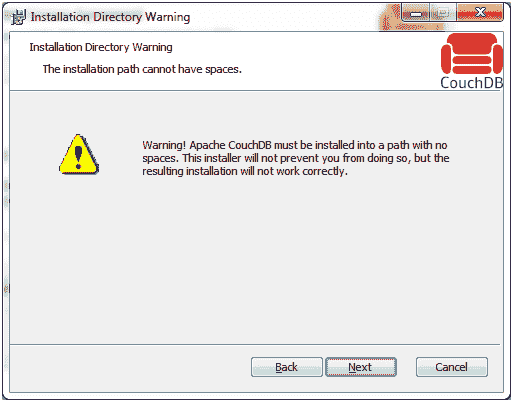 Installation Directory Warning
Installation Directory Warning
The installation path cannot have spaces.
CouchDB
Warning! Apache CouchDB must be installed into a path with no
spaces. This installer will not prevent you from doing so, but the
resulting installation will not work correctly.
Back
Next
Cancel